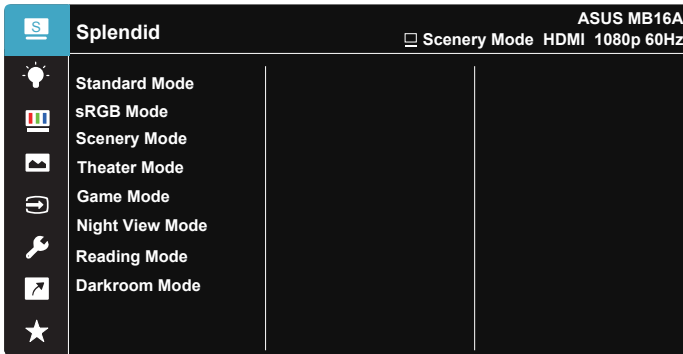 S
Splendid
ASUS MB16A
Scenery Mode HDMI 1080p 60Hz
Standard Mode
sRGB Mode
Scenery Mode
Theater Mode
Game Mode
Night View Mode
Reading Mode
Darkroom Mode